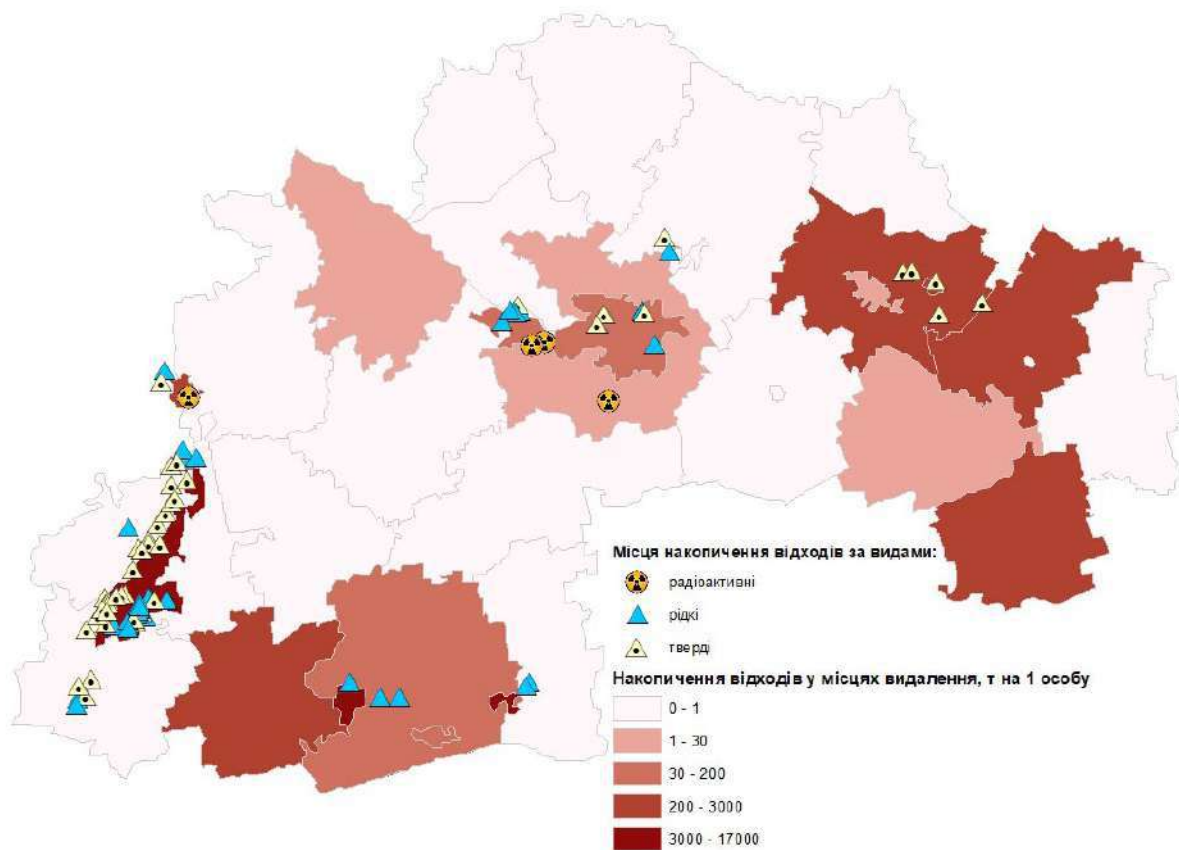 Місця накопичення відходів за видами:
радіоактивні
рідкі
тверді
Накопичення відходів у місцях видалення, т на 1 особу
0 - 1
1 - 30
30 - 200
200 - 3000
3000 - 17000